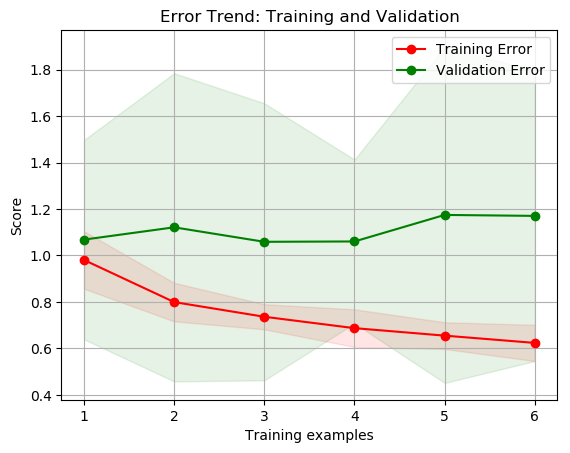 Error Trend: Training and Validation
Training Error
Validation Error
1.8
1.6
1.4
1.2
1.0
0.8
0.6
0.4
Score
1 2 3 4 5 6
Training examples